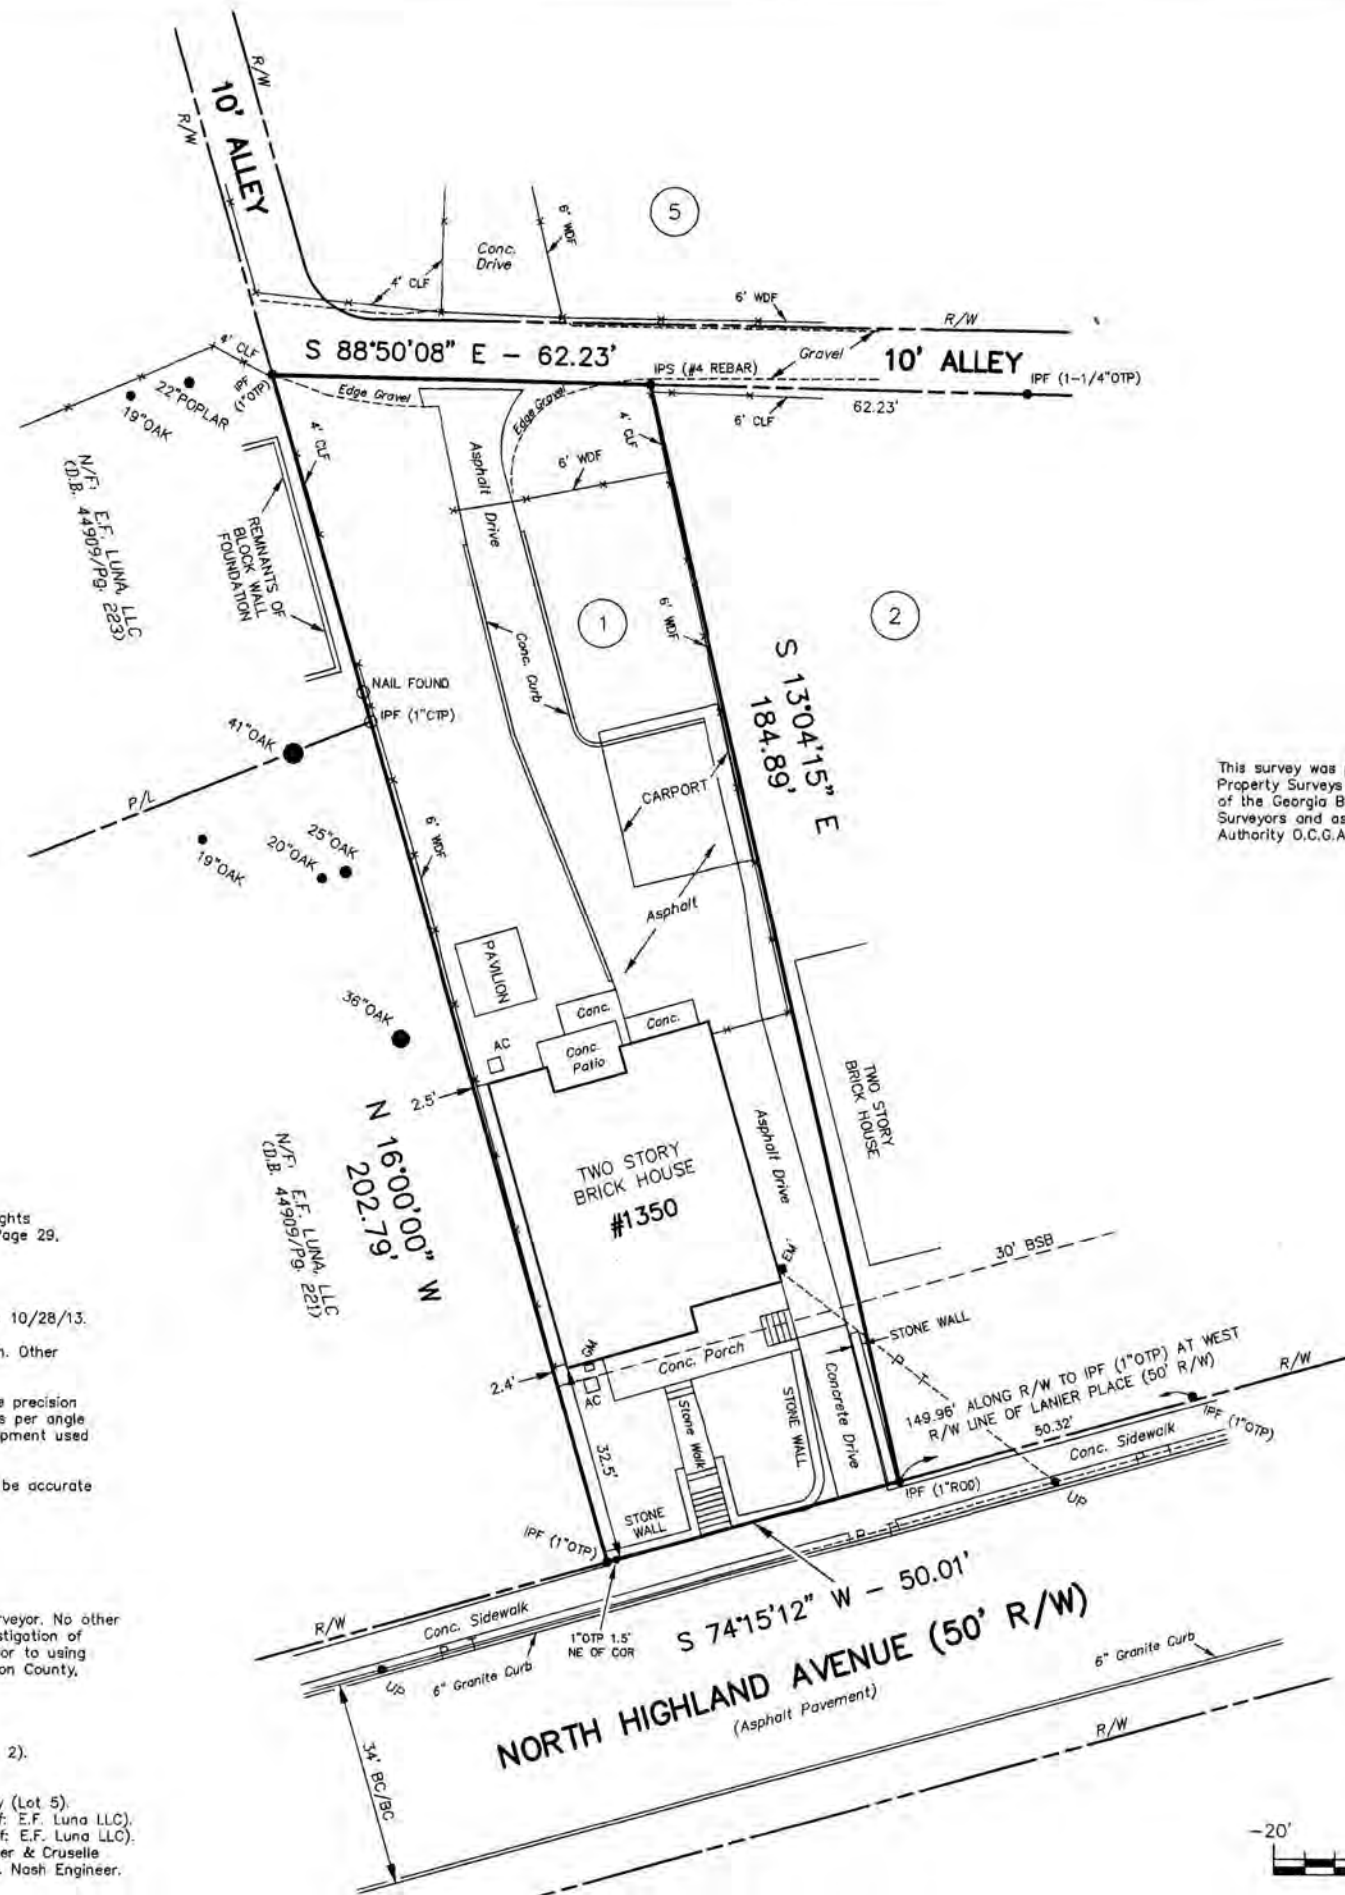 R/W
R/W
10' ALLEY
5
6' WDF
Conc.
Drive
4' CLF
6' WDF
R/W
4' CLF
S 88°50'08" E - 62.23'
Gravel
10' ALLEY
IPS (#4 REBAR)
IPF (1-1/4"OTP)
IPF
(1"OTP)
22"POPLAR
19"OAK
Edge Gravel
Edge Gravel
4' CLF
6' CLF
62.23'
4' CLF
6' WDF
Asphalt
Drive
N/F: E.F. LUNA, LLC
(D.B. 44909/Pg. 223)
REMNANTS OF
BLOCK WALL
FOUNDATION
1
2
6' WDF
Conc. Curb
S 13°04'15" E
184.89'
NAIL FOUND
IPF (1"CTP)
41"OAK
P/L
CARPORT
This survey was
Property Surveys
of the Georgia B
Surveyors and as
Authority O.C.G.A
6' WDF
25"OAK
20"OAK
19"OAK
Asphalt
PAVILION
36"OAK
Conc.
Conc.
Conc.
Patio
AC
2.5'
TWO STORY
BRICK HOUSE
Asphalt Drive
N 16°00'00" W
202.79'
N/F: E.F. LUNA, LLC
(D.B. 44909/Pg. 221)
TWO STORY
BRICK HOUSE
#1350
ghts
Page 29,
30' BSB
EM
10/28/13.
n. Other
STONE WALL
P
T
149.96' ALONG R/W TO IPF (1"OTP) AT WEST
R/W LINE OF LANIER PLACE (50' R/W)
R/W
Conc. Porch
2.4'
AC
e precision
s per angle
ipment used
Stone Walk
STONE WALL
Concrete Drive
50.32'
IPF (1"OTP)
Conc. Sidewalk
32.5'
be accurate
IPF (1"ROD)
UP
P T
STONE
WALL
IPF (1"OTP)
P T
S 74°15'12" W - 50.01'
1"OTP 1.5'
NE OF COR
rveyor. No other
stigation of
or to using
on County,
R/W
Conc. Sidewalk
P T
UP
6" Granite Curb
NORTH HIGHLAND AVENUE (50' R/W)
(Asphalt Pavement)
6" Granite Curb
R/W
34' BC/BC
2).
y (Lot 5).
f: E.F. Luna LLC).
f: E.F. Luna LLC).
er & Cruselle
. Nash Engineer.
-20'